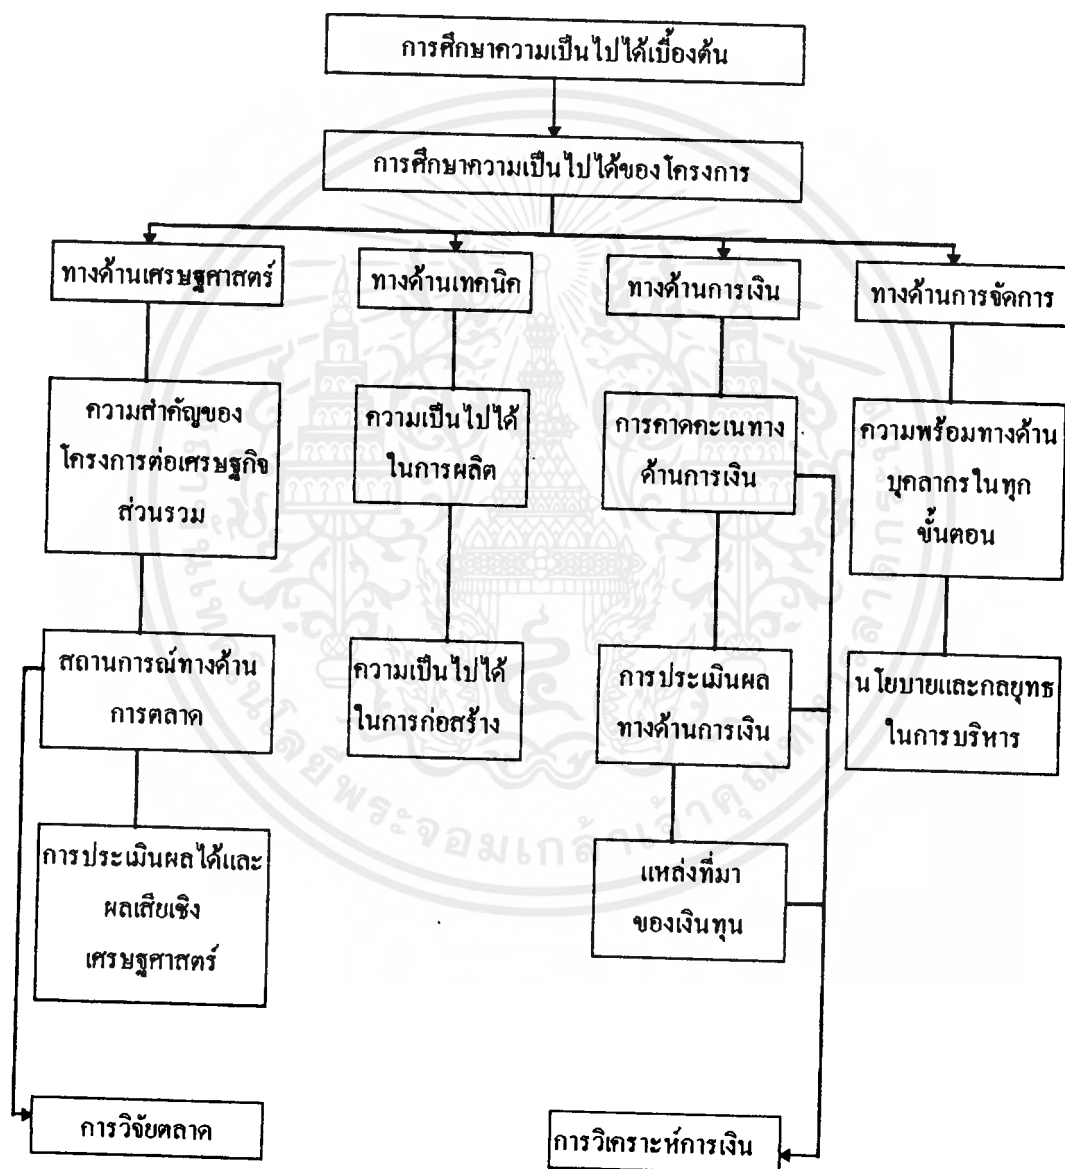 การศึกษาความเป็นไปได้เบื้องต้น
การศึกษาความเป็นไปได้ของโครงการ
ทางด้านเศรษฐศาสตร์
ทางด้านเทคนิค
ทางด้านการเงิน
ทางด้านการจัดการ
ความสำคัญของ
โครงการต่อเศรษฐกิจ
ส่วนรวม
ความเป็นไปได้
ในการผลิต
การคาดคะเนทาง
ด้านการเงิน
ความพร้อมทางด้าน
บุคลากรในทุก
ขั้นตอน
สถานการณ์ทางด้าน
การตลาด
ความเป็นไปได้
ในการก่อสร้าง
การประเมินผล
ทางด้านการเงิน
นโยบายและกลยุทธ
ในการบริหาร
การประเมินผลได้และ
ผลเสียเชิง
เศรษฐศาสตร์
แหล่งที่มา
ของเงินทุน
การวิจัยตลาด
การวิเคราะห์การเงิน